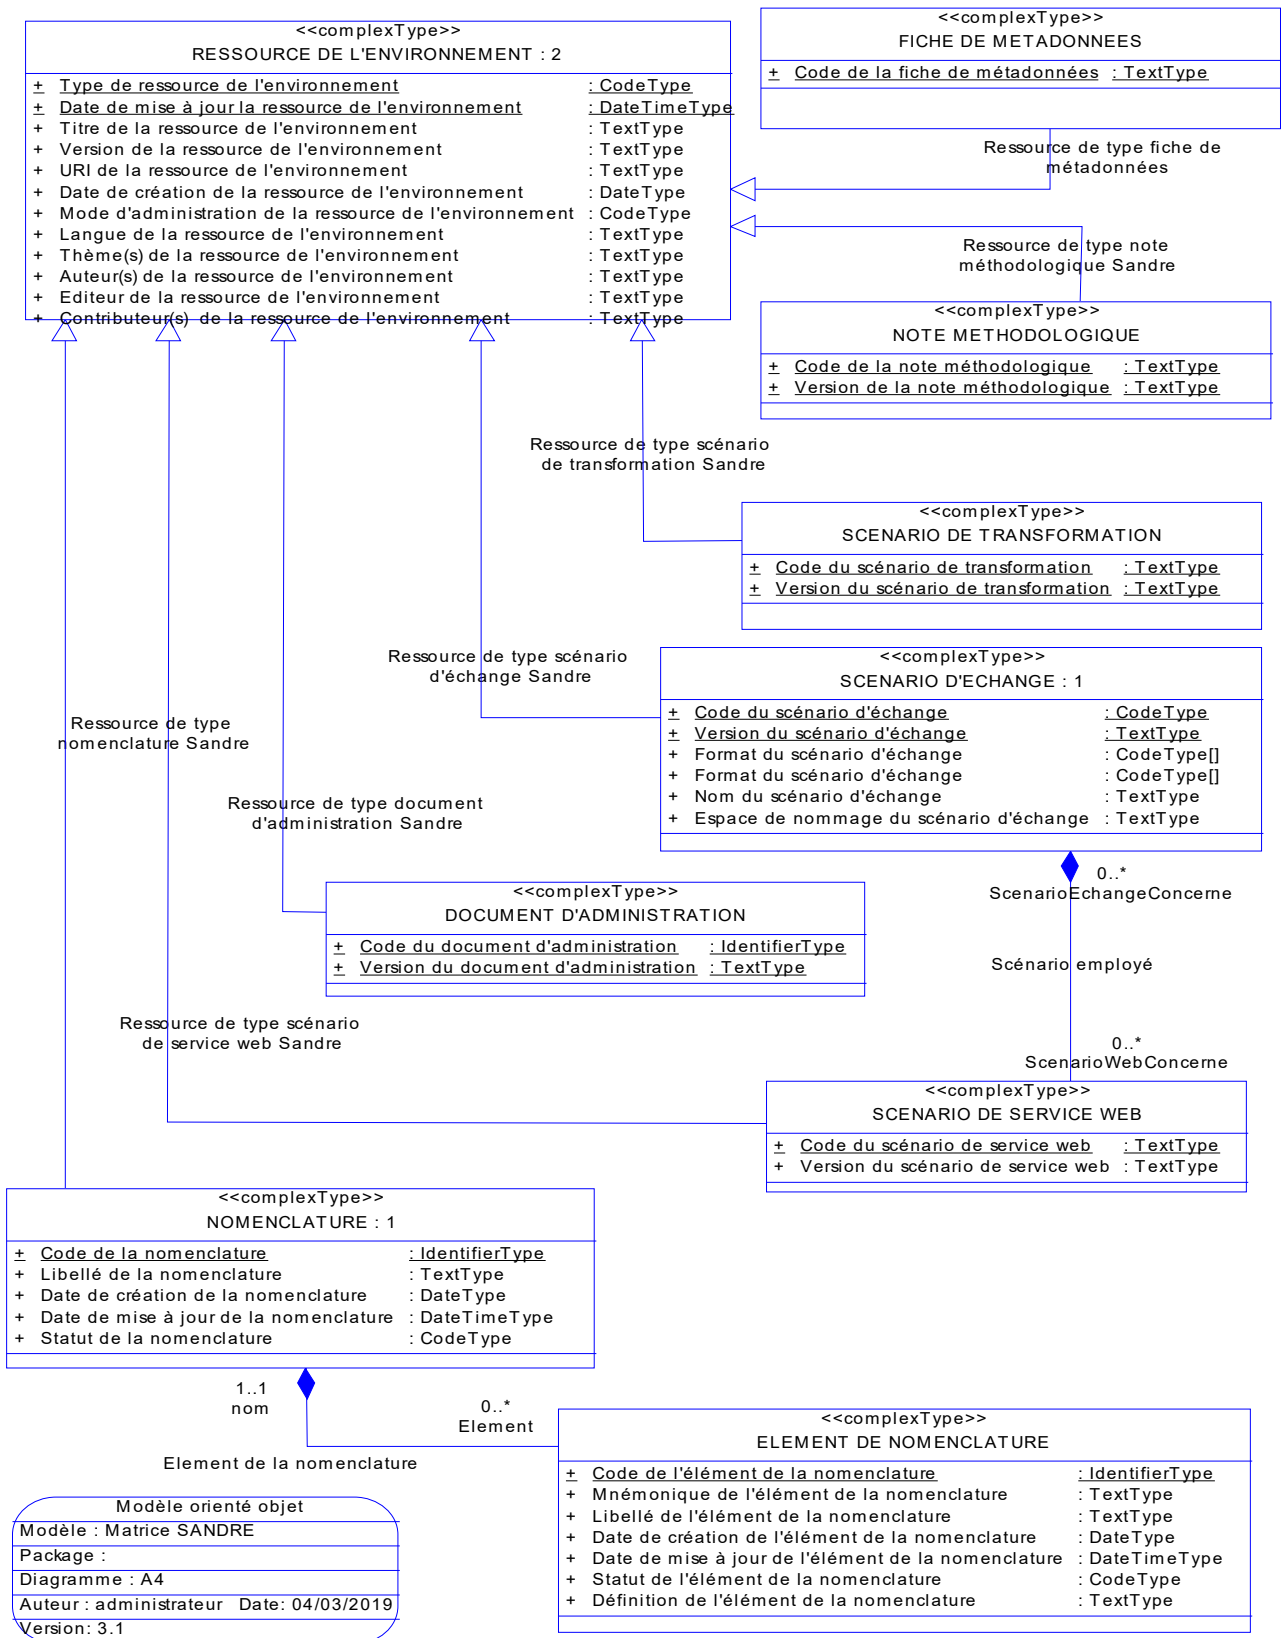 <<complexType>>
RESSOURCE DE L'ENVIRONNEMENT : 2
+ Type de ressource de l'environnement : CodeType
+ Date de mise à jour la ressource de l'environnement : DateTimeType
+ Titre de la ressource de l'environnement : TextType
+ Version de la ressource de l'environnement : TextType
+ URI de la ressource de l'environnement : TextType
+ Date de création de la ressource de l'environnement : DateType
+ Mode d'administration de la ressource de l'environnement : CodeType
+ Langue de la ressource de l'environnement : TextType
+ Thème(s) de la ressource de l'environnement : TextType
+ Auteur(s) de la ressource de l'environnement : TextType
+ Editeur de la ressource de l'environnement : TextType
+ Contributeur(s) de la ressource de l'environnement : TextType
<<complexType>>
FICHE DE METADONNEES
+ Code de la fiche de métadonnées : TextType
Ressource de type fiche de
métadonnées
Ressource de type note
méthodologique Sandre
<<complexType>>
NOTE METHODOLOGIQUE
+ Code de la note méthodologique : TextType
+ Version de la note méthodologique : TextType
Ressource de type scénario
de transformation Sandre
<<complexType>>
SCENARIO DE TRANSFORMATION
+ Code du scénario de transformation : TextType
+ Version du scénario de transformation : TextType
Ressource de type scénario
d'échange Sandre
<<complexType>>
SCENARIO D'ECHANGE : 1
+ Code du scénario d'échange : CodeType
+ Version du scénario d'échange : TextType
+ Format du scénario d'échange : CodeType[]
+ Format du scénario d'échange : CodeType[]
+ Nom du scénario d'échange : TextType
+ Espace de nommage du scénario d'échange : TextType
Ressource de type
nomenclature Sandre
Ressource de type document
d'administration Sandre
0..*
ScenarioEchangeConcerne
<<complexType>>
DOCUMENT D'ADMINISTRATION
+ Code du document d'administration : IdentifierType
+ Version du document d'administration : TextType
Scénario employé
Ressource de type scénario
de service web Sandre
0..*
ScenarioWebConcerne
<<complexType>>
SCENARIO DE SERVICE WEB
+ Code du scénario de service web : TextType
+ Version du scénario de service web : TextType
<<complexType>>
NOMENCLATURE : 1
+ Code de la nomenclature : IdentifierType
+ Libellé de la nomenclature : TextType
+ Date de création de la nomenclature : DateType
+ Date de mise à jour de la nomenclature : DateTimeType
+ Statut de la nomenclature : CodeType
1..1
nom
0..*
Element
Element de la nomenclature
<<complexType>>
ELEMENT DE NOMENCLATURE
+ Code de l'élément de la nomenclature : IdentifierType
+ Mnémonique de l'élément de la nomenclature : TextType
+ Libellé de l'élément de la nomenclature : TextType
+ Date de création de l'élément de la nomenclature : DateType
+ Date de mise à jour de l'élément de la nomenclature : DateTimeType
+ Statut de l'élément de la nomenclature : CodeType
+ Définition de l'élément de la nomenclature : TextType
Modèle orienté objet
Modèle : Matrice SANDRE
Package :
Diagramme : A4
Auteur : administrateur Date: 04/03/2019
Version: 3.1